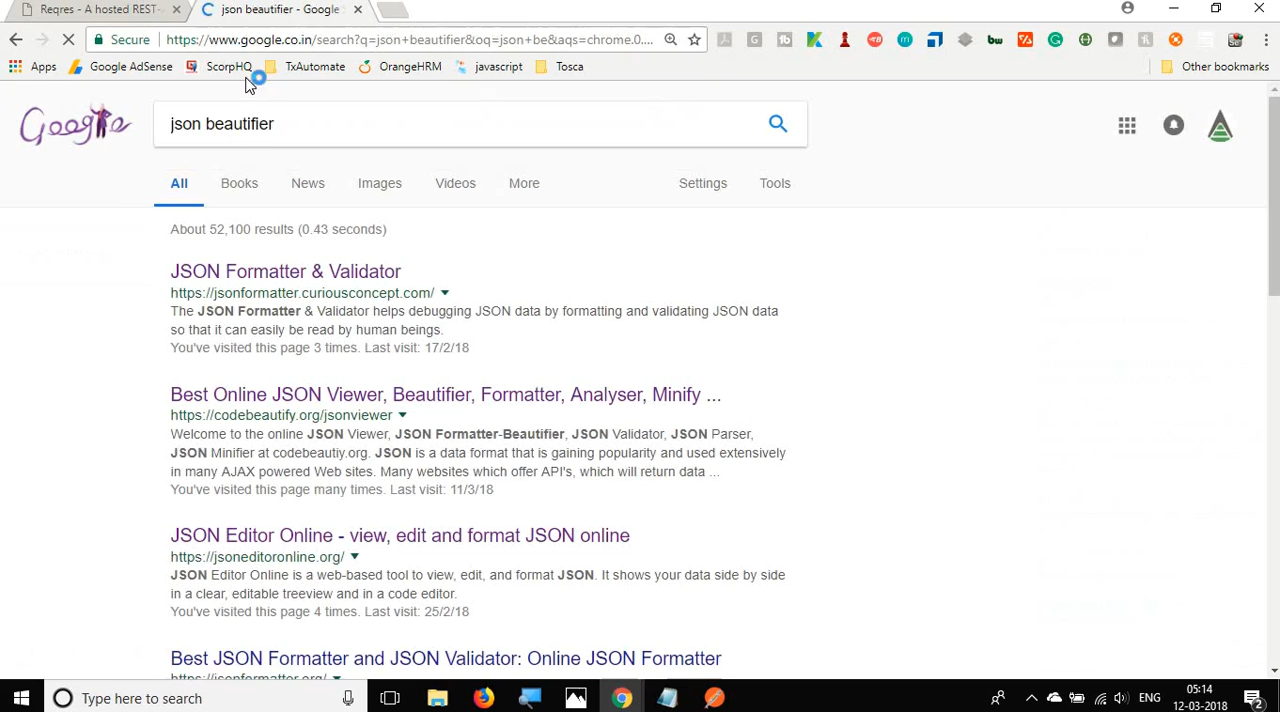 Reqres - A hosted REST-
json beautifier - Google
Secure
https://www.google.co.in/search?q=json+beautifier&oq=json+be&aqs=chrome.0....
Apps
Google AdSense
ScorpHQ
TxAutomate
OrangeHRM
javascript
Tosca
Other bookmarks
Google
json beautifier
All
Books
News
Images
Videos
More
Settings
Tools
About 52,100 results (0.43 seconds)
JSON Formatter & Validator
https://jsonformatter.curiousconcept.com/
The JSON Formatter & Validator helps debugging JSON data by formatting and validating JSON data
so that it can easily be read by human beings.
You've visited this page 3 times. Last visit: 17/2/18
Best Online JSON Viewer, Beautifier, Formatter, Analyser, Minify ...
https://codebeautify.org/jsonviewer
Welcome to the online JSON Viewer, JSON Formatter-Beautifier, JSON Validator, JSON Parser,
JSON Minifier at codebeautiy.org. JSON is a data format that is gaining popularity and used extensively
in many AJAX powered Web sites. Many websites which offer API's, which will return data ...
You've visited this page many times. Last visit: 11/3/18
JSON Editor Online - view, edit and format JSON online
https://jsoneditoronline.org/
JSON Editor Online is a web-based tool to view, edit, and format JSON. It shows your data side by side
in a clear, editable treeview and in a code editor.
You've visited this page 4 times. Last visit: 25/2/18
Best JSON Formatter and JSON Validator: Online JSON Formatter
https://jsonformatter.org/
Type here to search
ENG
05:14
12-03-2018
2